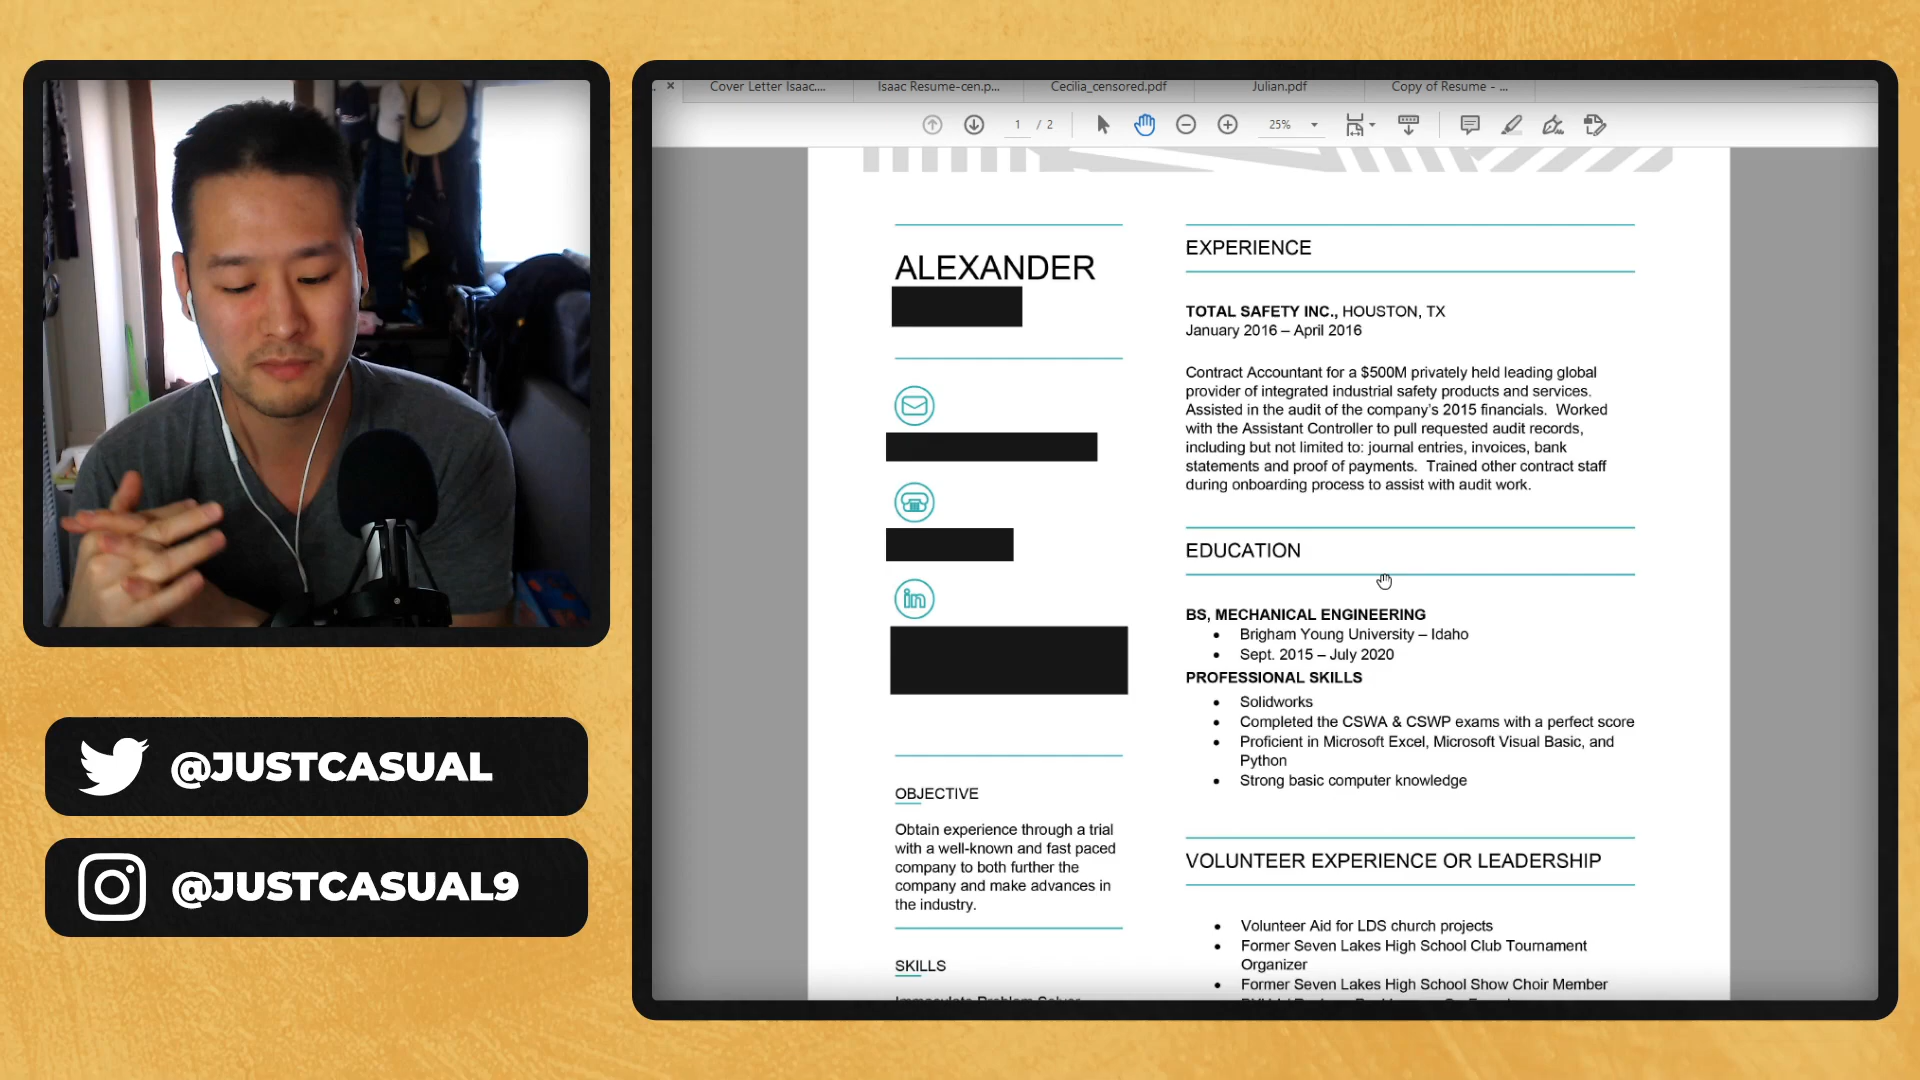 Cover Letter Isaac....
Isaac Resume-cen.p...
Cecilia_censored.pdf
Julian.pdf
Copy of Resume - ...
1 / 2
25%
ALEXANDER
in
OBJECTIVE
Obtain experience through a trial
with a well-known and fast paced
company to both further the
company and make advances in
the industry.
SKILLS
Immaculate Problem Solver
EXPERIENCE
TOTAL SAFETY INC., HOUSTON, TX
January 2016 – April 2016
Contract Accountant for a $500M privately held leading global
provider of integrated industrial safety products and services.
Assisted in the audit of the company's 2015 financials. Worked
with the Assistant Controller to pull requested audit records,
including but not limited to: journal entries, invoices, bank
statements and proof of payments. Trained other contract staff
during onboarding process to assist with audit work.
EDUCATION
BS, MECHANICAL ENGINEERING
• Brigham Young University – Idaho
• Sept. 2015 – July 2020
PROFESSIONAL SKILLS
• Solidworks
• Completed the CSWA & CSWP exams with a perfect score
• Proficient in Microsoft Excel, Microsoft Visual Basic, and
Python
• Strong basic computer knowledge
VOLUNTEER EXPERIENCE OR LEADERSHIP
• Volunteer Aid for LDS church projects
• Former Seven Lakes High School Club Tournament
Organizer
• Former Seven Lakes High School Show Choir Member
@JUSTCASUAL
@JUSTCASUAL9